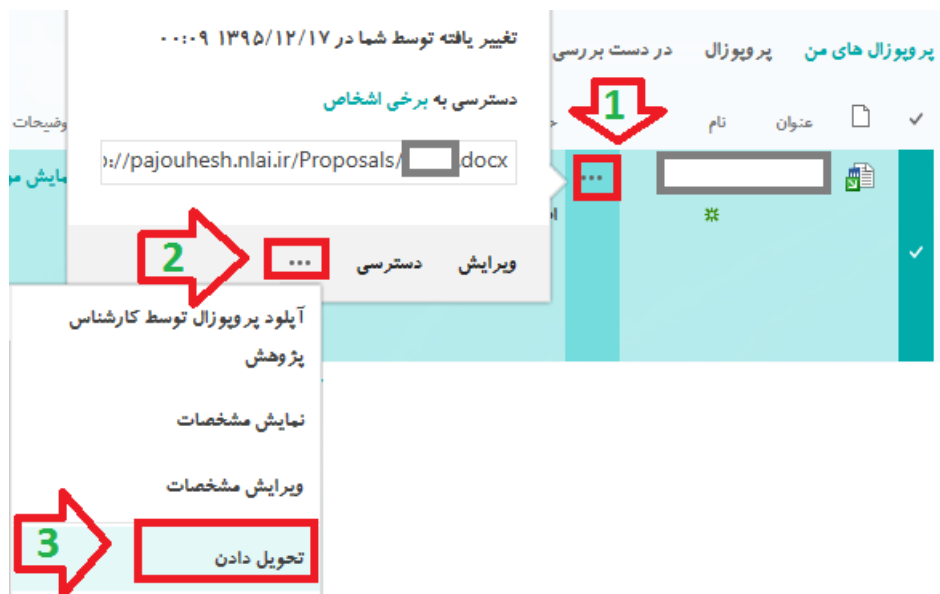 تغییر یافته توسط شما در ۱۳۹۵/۱۲/۱۷ ۰۰:۰۹
پروپوزال های من پروپوزال در دست بررسی
دسترسی به برخی اشخاص
1
عنوان نام
://pajouhesh.nlai.ir/Proposals/ .docx
...
2
ویرایش دسترسی ...
آپلود پروپوزال توسط کارشناس
پژوهش
نمایش مشخصات
ویرایش مشخصات
3
تحویل دادن